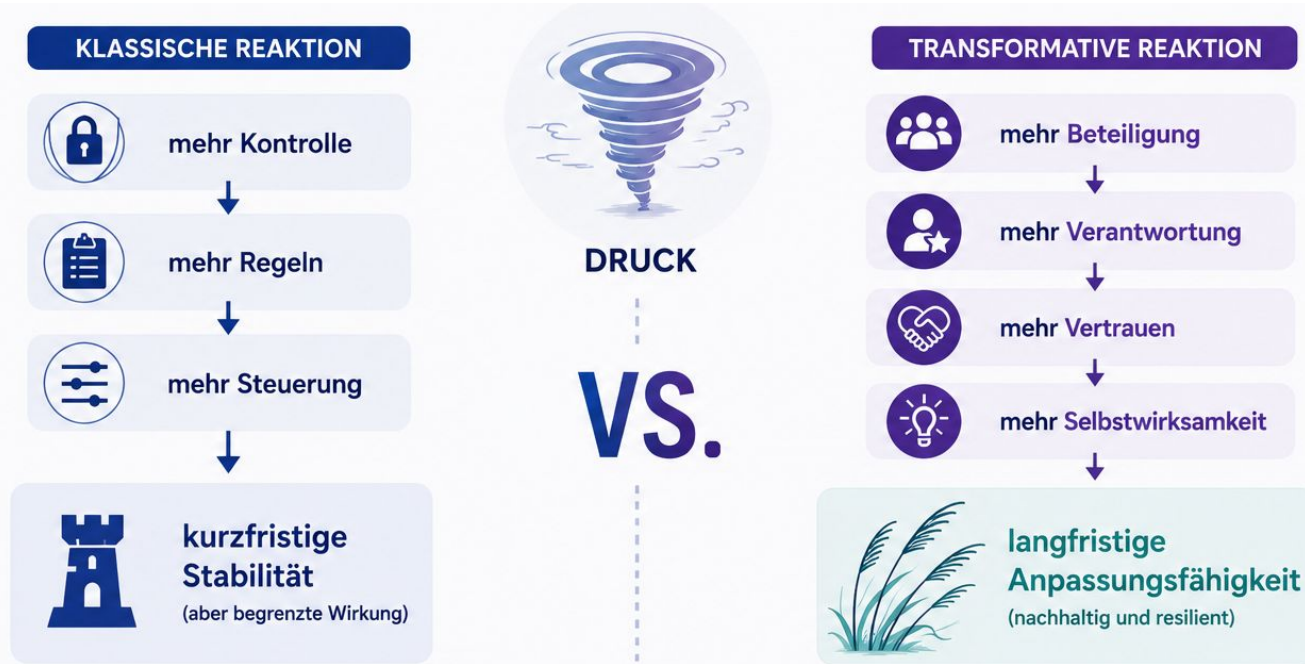 KLASSISCHE REAKTION
mehr Kontrolle
mehr Regeln
mehr Steuerung
kurzfristige
Stabilität
(aber begrenzte Wirkung)
DRUCK
VS.
TRANSFORMATIVE REAKTION
mehr Beteiligung
mehr Verantwortung
mehr Vertrauen
mehr Selbstwirksamkeit
langfristige
Anpassungsfähigkeit
(nachhaltig und resilient)